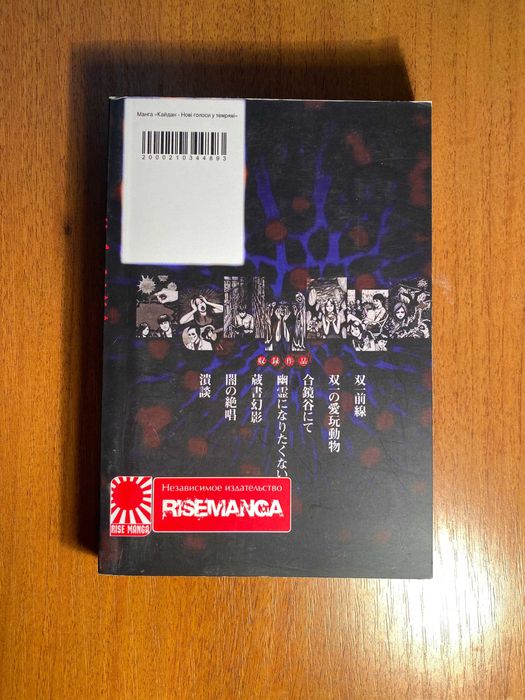 Манга «Кайдан - Нові голоси у темряві»
2000210344893
収録作品
双一前線
双一の愛玩動物
合鏡谷にて
幽霊になりたくない
蔵書幻影
闇の絶唱
潰談
Независимое издательство
RISEMANGA
RISE MANGA